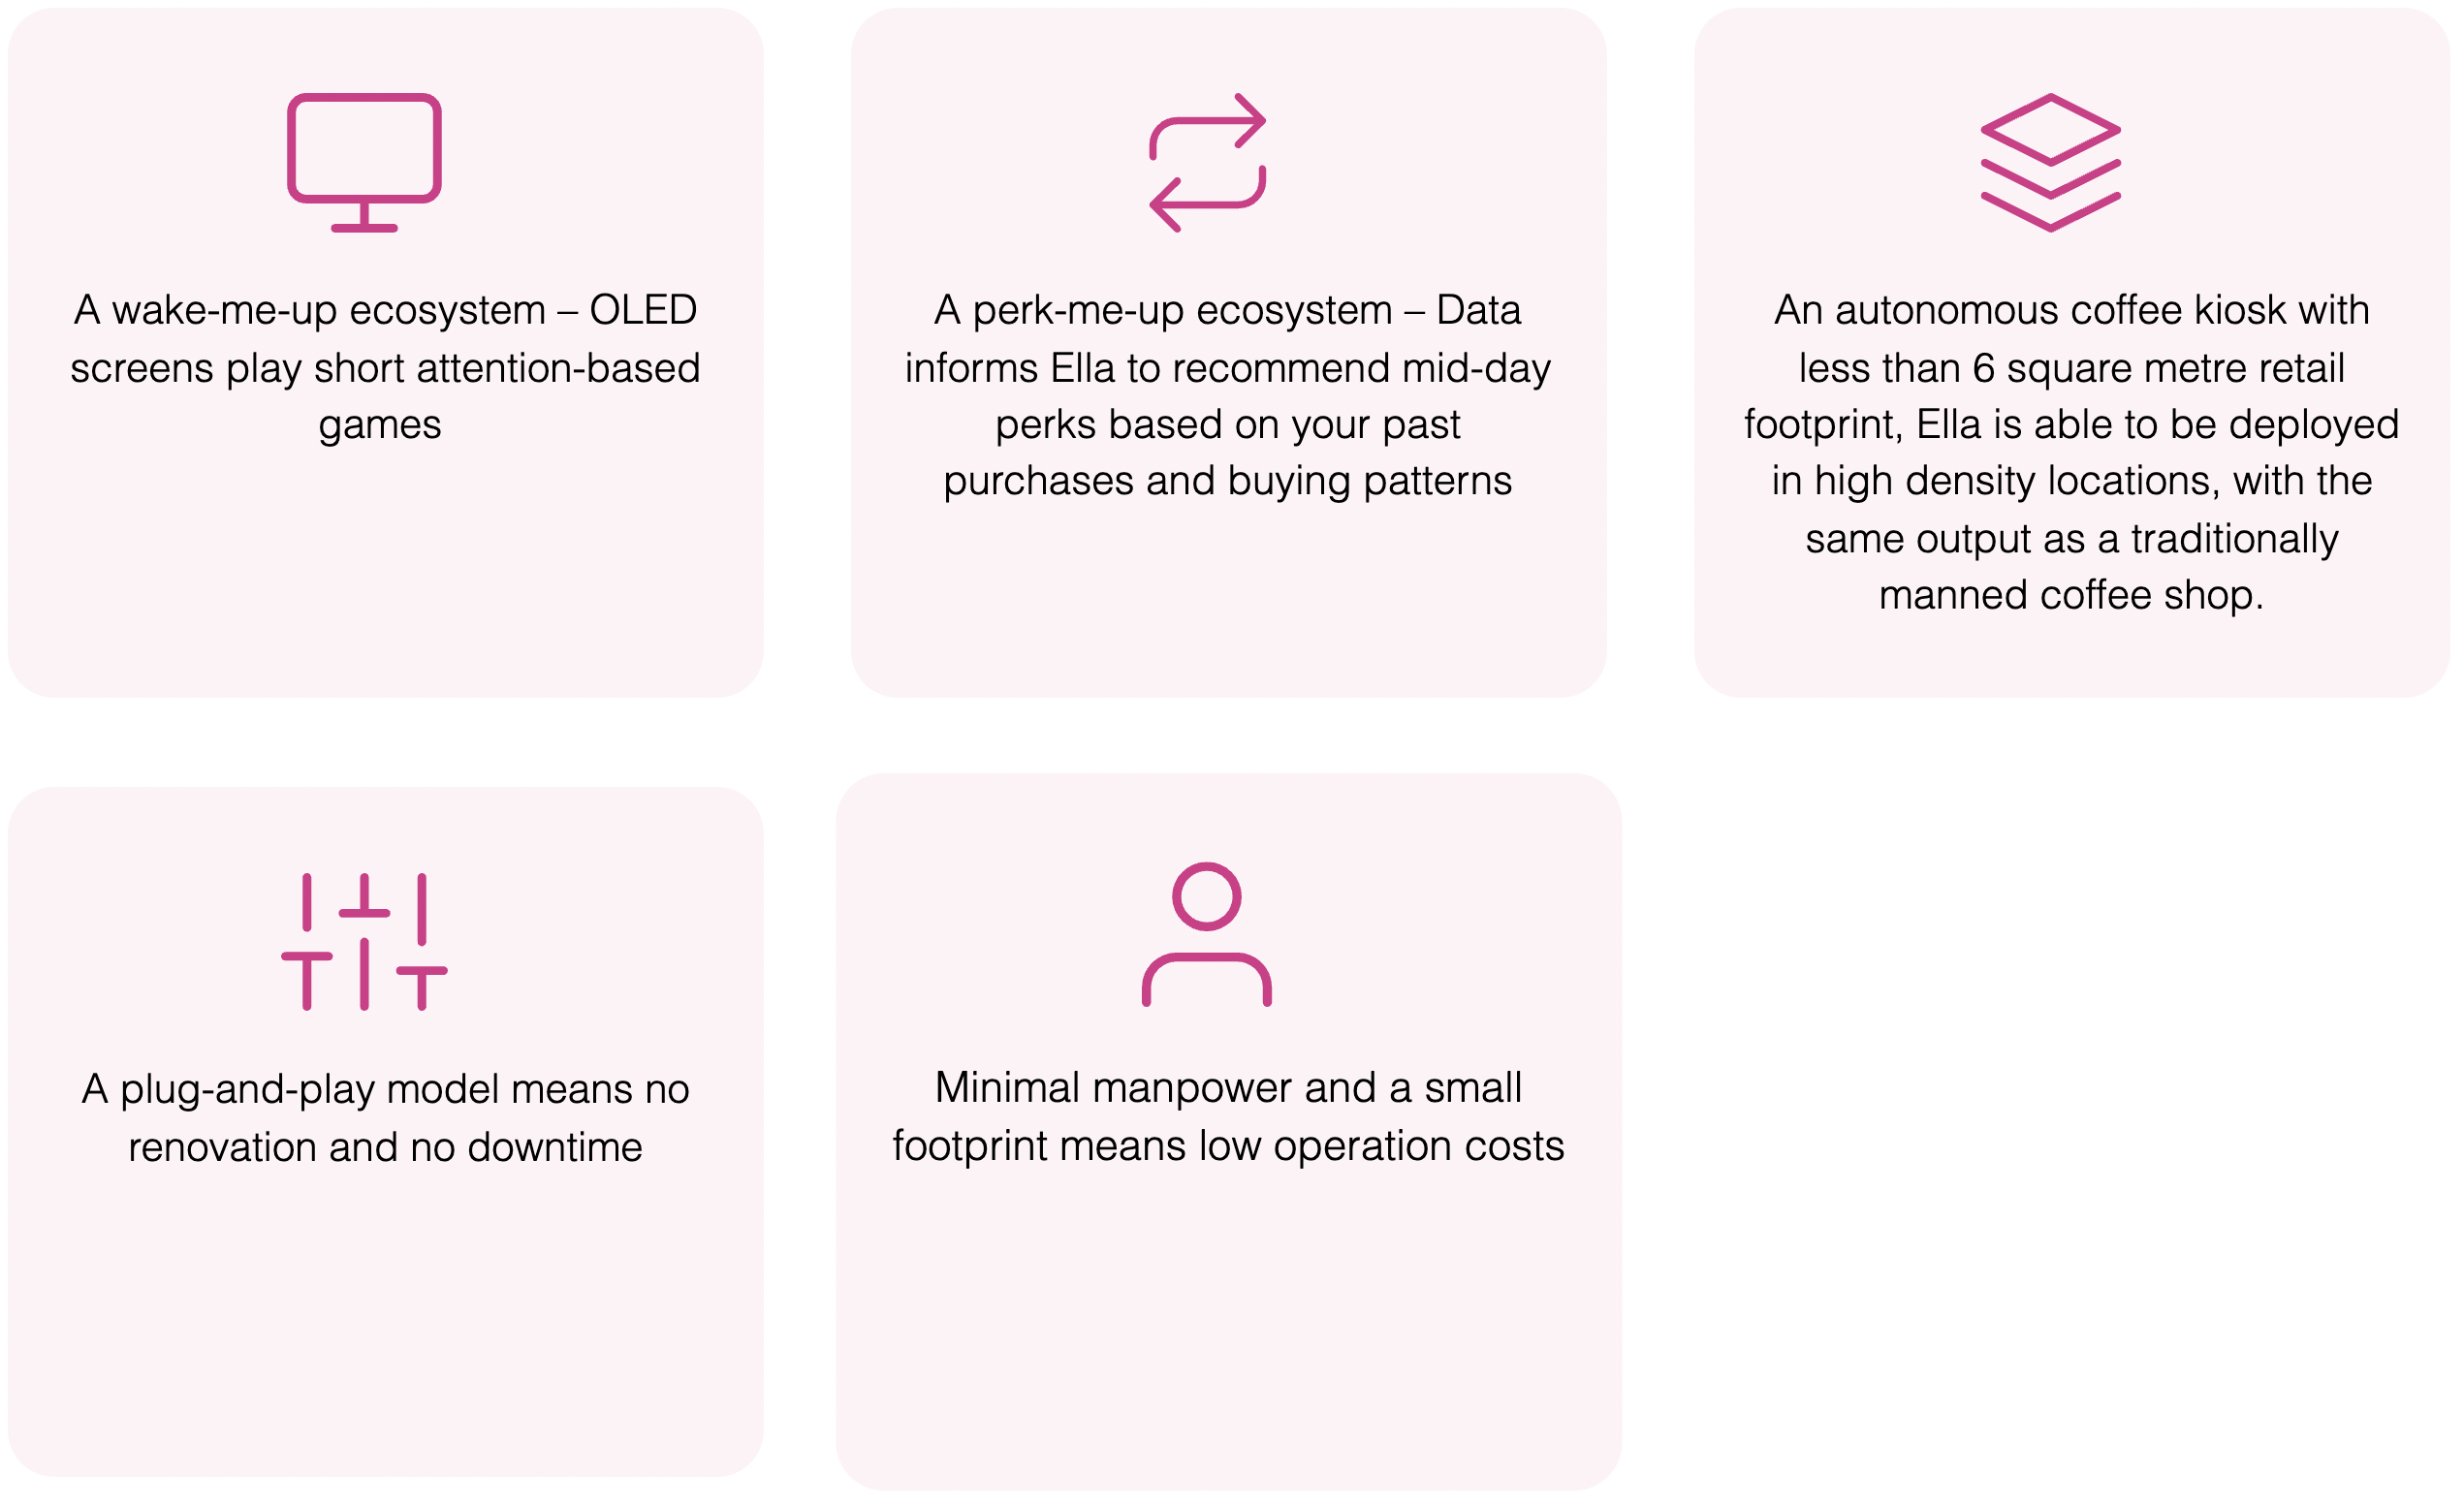 A wake-me-up ecosystem – OLED
screens play short attention-based
games
A perk-me-up ecosystem – Data
informs Ella to recommend mid-day
perks based on your past
purchases and buying patterns
An autonomous coffee kiosk with
less than 6 square metre retail
footprint, Ella is able to be deployed
in high density locations, with the
same output as a traditionally
manned coffee shop.
A plug-and-play model means no
renovation and no downtime
Minimal manpower and a small
footprint means low operation costs